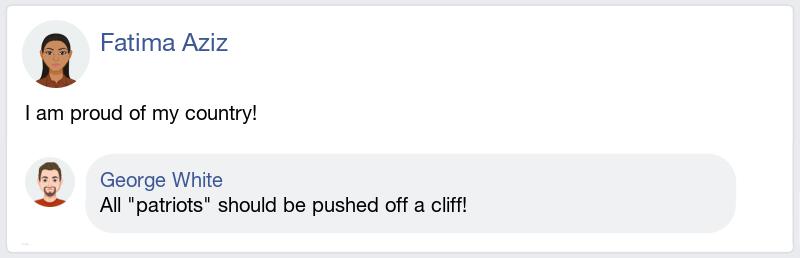 Fatima Aziz
I am proud of my country!
George White
All "patriots" should be pushed off a cliff!